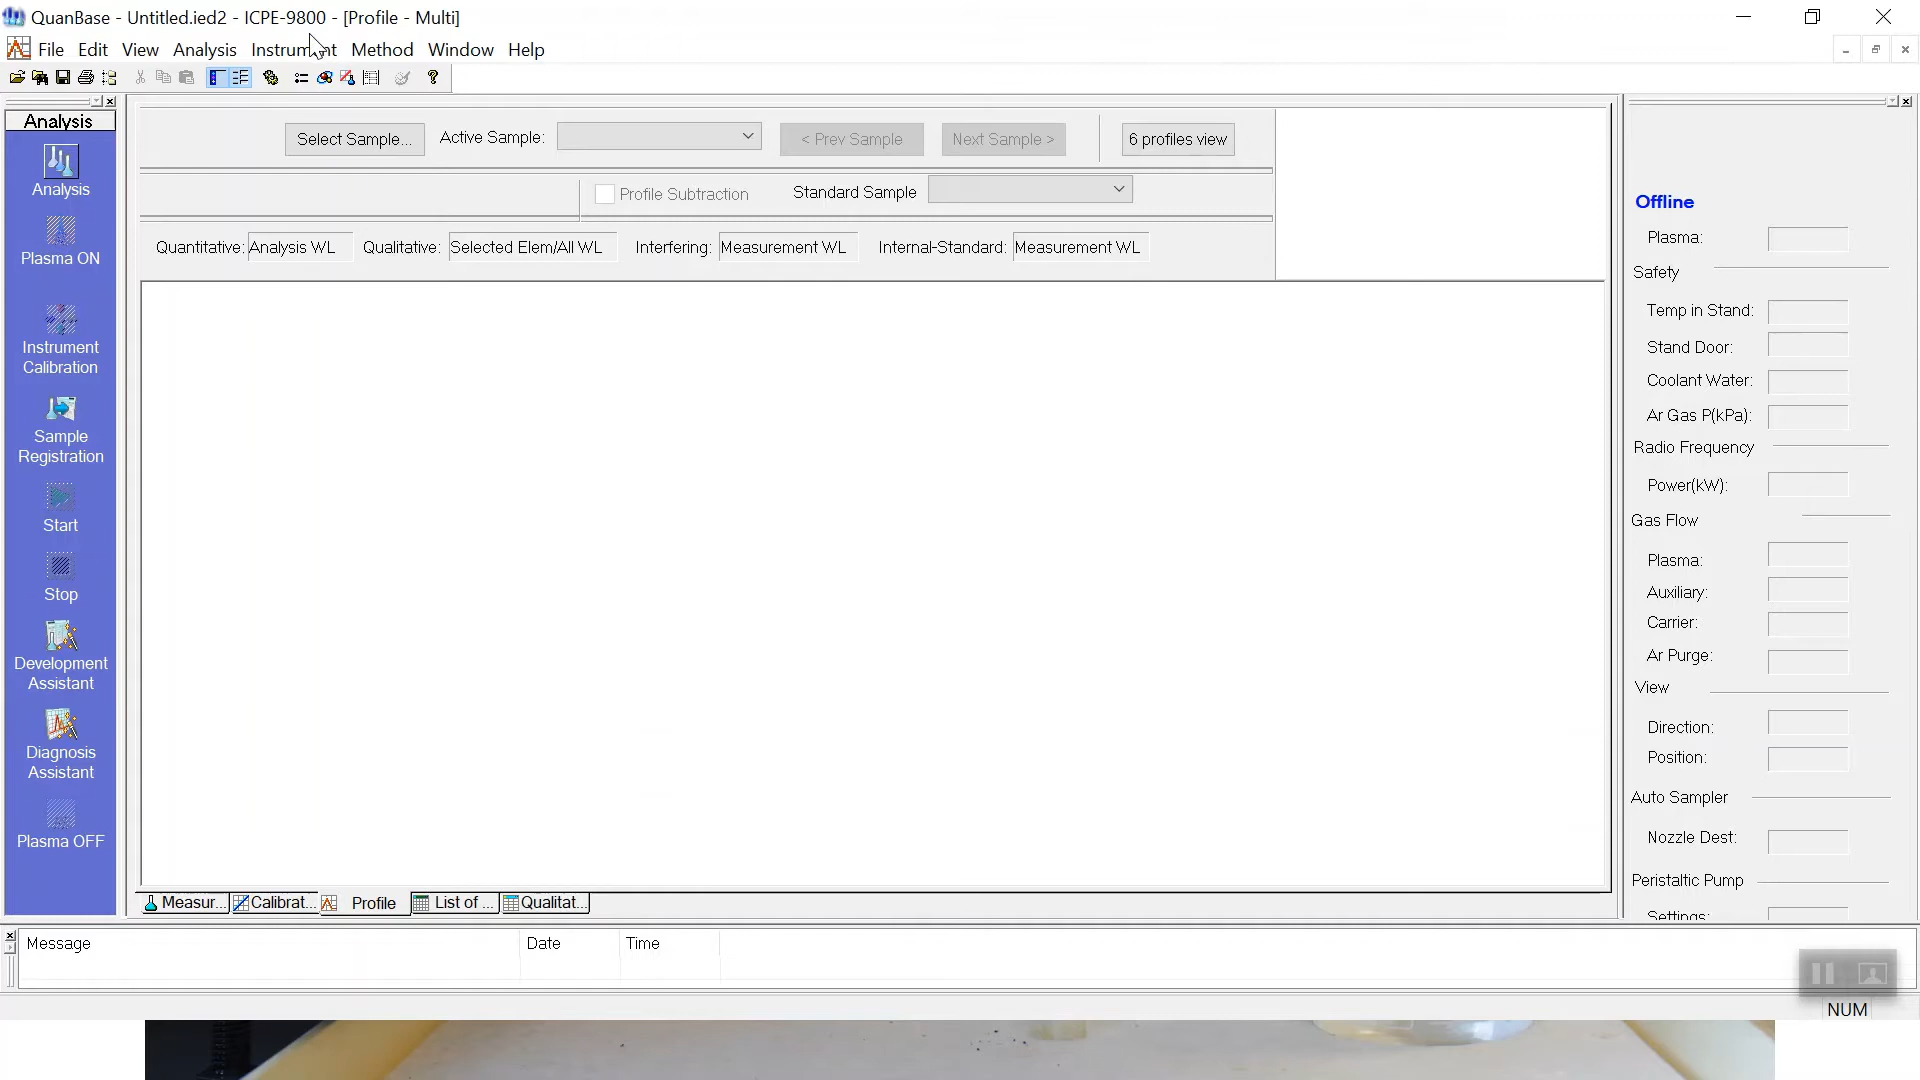 QuanBase - Untitled.ied2 - ICPE-9800 - [Profile - Multi]
File Edit View Analysis Instrument Method Window Help
Analysis
Analysis
Plasma ON
Instrument
Calibration
Sample
Registration
Start
Stop
Development
Assistant
Diagnosis
Assistant
Plasma OFF
Select Sample... Active Sample: < Prev Sample Next Sample > 6 profiles view
Profile Subtraction Standard Sample
Quantitative: Analysis WL Qualitative: Selected Elem/All WL Interfering: Measurement WL Internal-Standard: Measurement WL
Measur... Calibrat... Profile List of ... Qualitat...
Offline
Plasma:
Safety
Temp in Stand:
Stand Door:
Coolant Water:
Ar Gas P(kPa):
Radio Frequency
Power(kW):
Gas Flow
Plasma:
Auxiliary:
Carrier:
Ar Purge:
View
Direction:
Position:
Auto Sampler
Nozzle Dest:
Peristaltic Pump
Settings:
Message Date Time
NUM